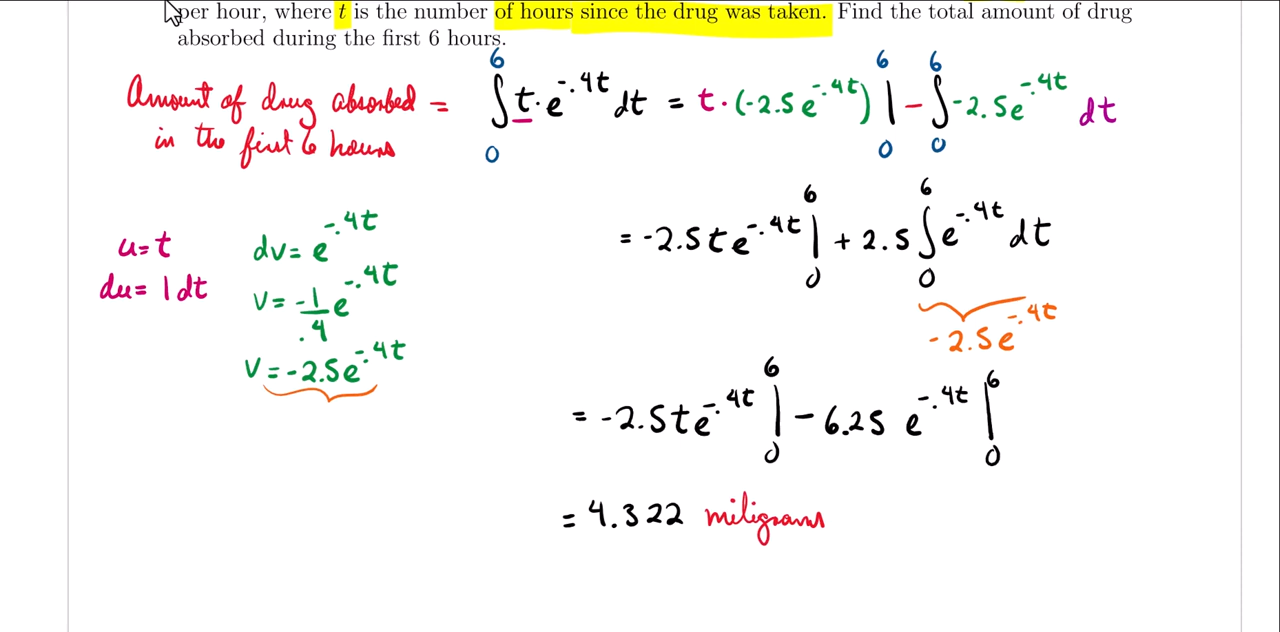 per hour, where t is the number of hours since the drug was taken. Find the total amount of drug
absorbed during the first 6 hours.
Amount of drug absorbed = ∫₀⁶ t·e^{-.4t} dt = t·(-2.5e^{-.4t}) |₀⁶ - ∫₀⁶ -2.5e^{-.4t} dt
in the first 6 hours
= -2.5te^{-.4t} |₀⁶ + 2.5 ∫₀⁶ e^{-.4t} dt
-2.5e^{-.4t}
u=t
du= 1dt
dv= e^{-.4t}
v= -1/.4 e^{-.4t}
v=-2.5e^{-.4t}
= -2.5te^{-.4t} |₀⁶ - 6.25 e^{-.4t} |₀⁶
= 4.322 miligrams